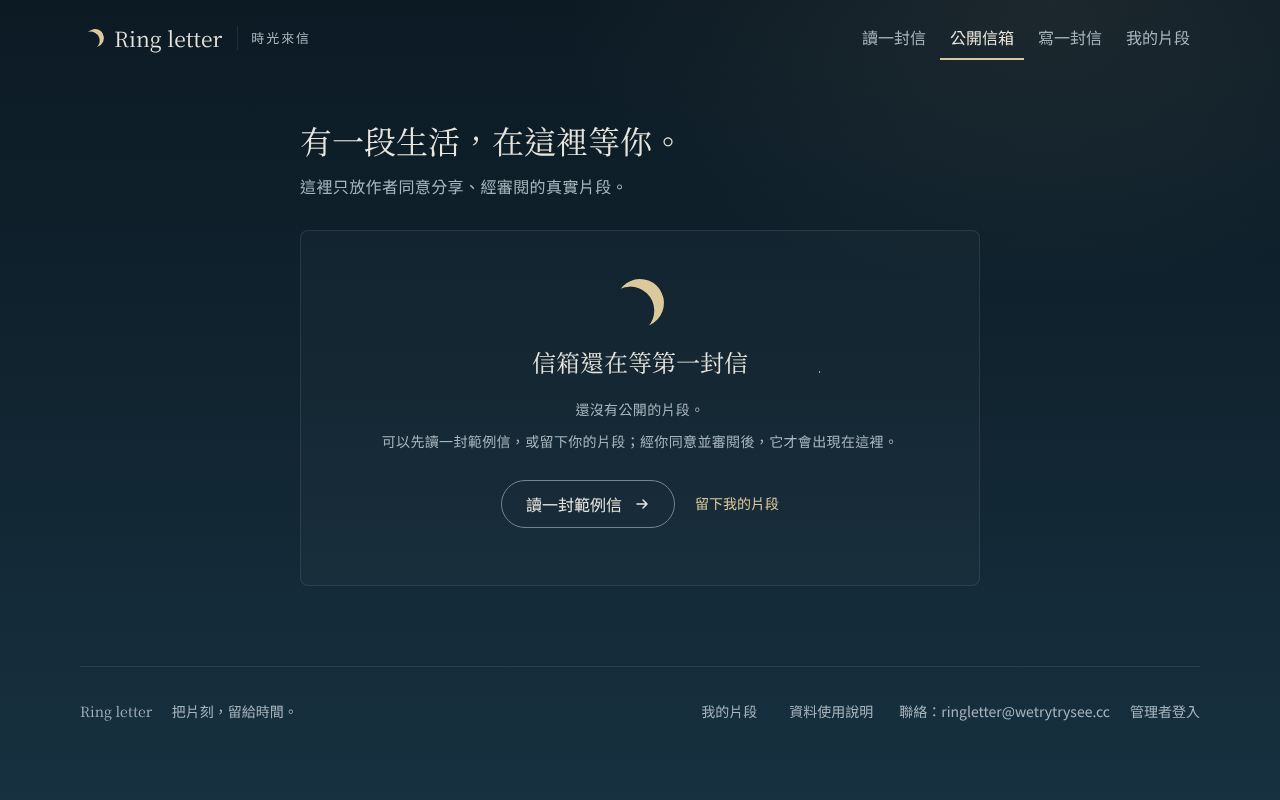 Ring letter 時光來信 讀一封信 公開信箱 寫一封信 我的片段
有一段生活，在這裡等你。
這裡只放作者同意分享、經審閱的真實片段。
信箱還在等第一封信
還沒有公開的片段。
可以先讀一封範例信，或留下你的片段；經你同意並審閱後，它才會出現在這裡。
讀一封範例信 → 留下我的片段
Ring letter 把片刻，留給時間。 我的片段 資料使用說明 聯絡：ringletter@wetrytrysee.cc 管理者登入